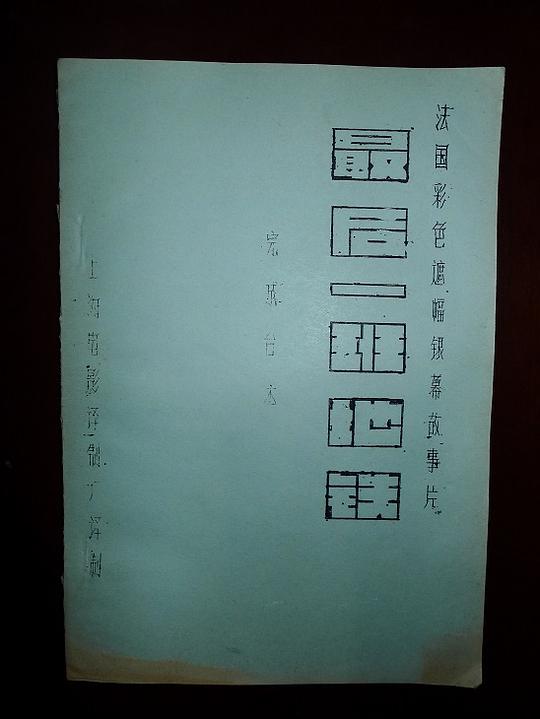 法国彩色遮幅银幕故事片
最后一班地铁
完成台本
上海电影译制厂译制